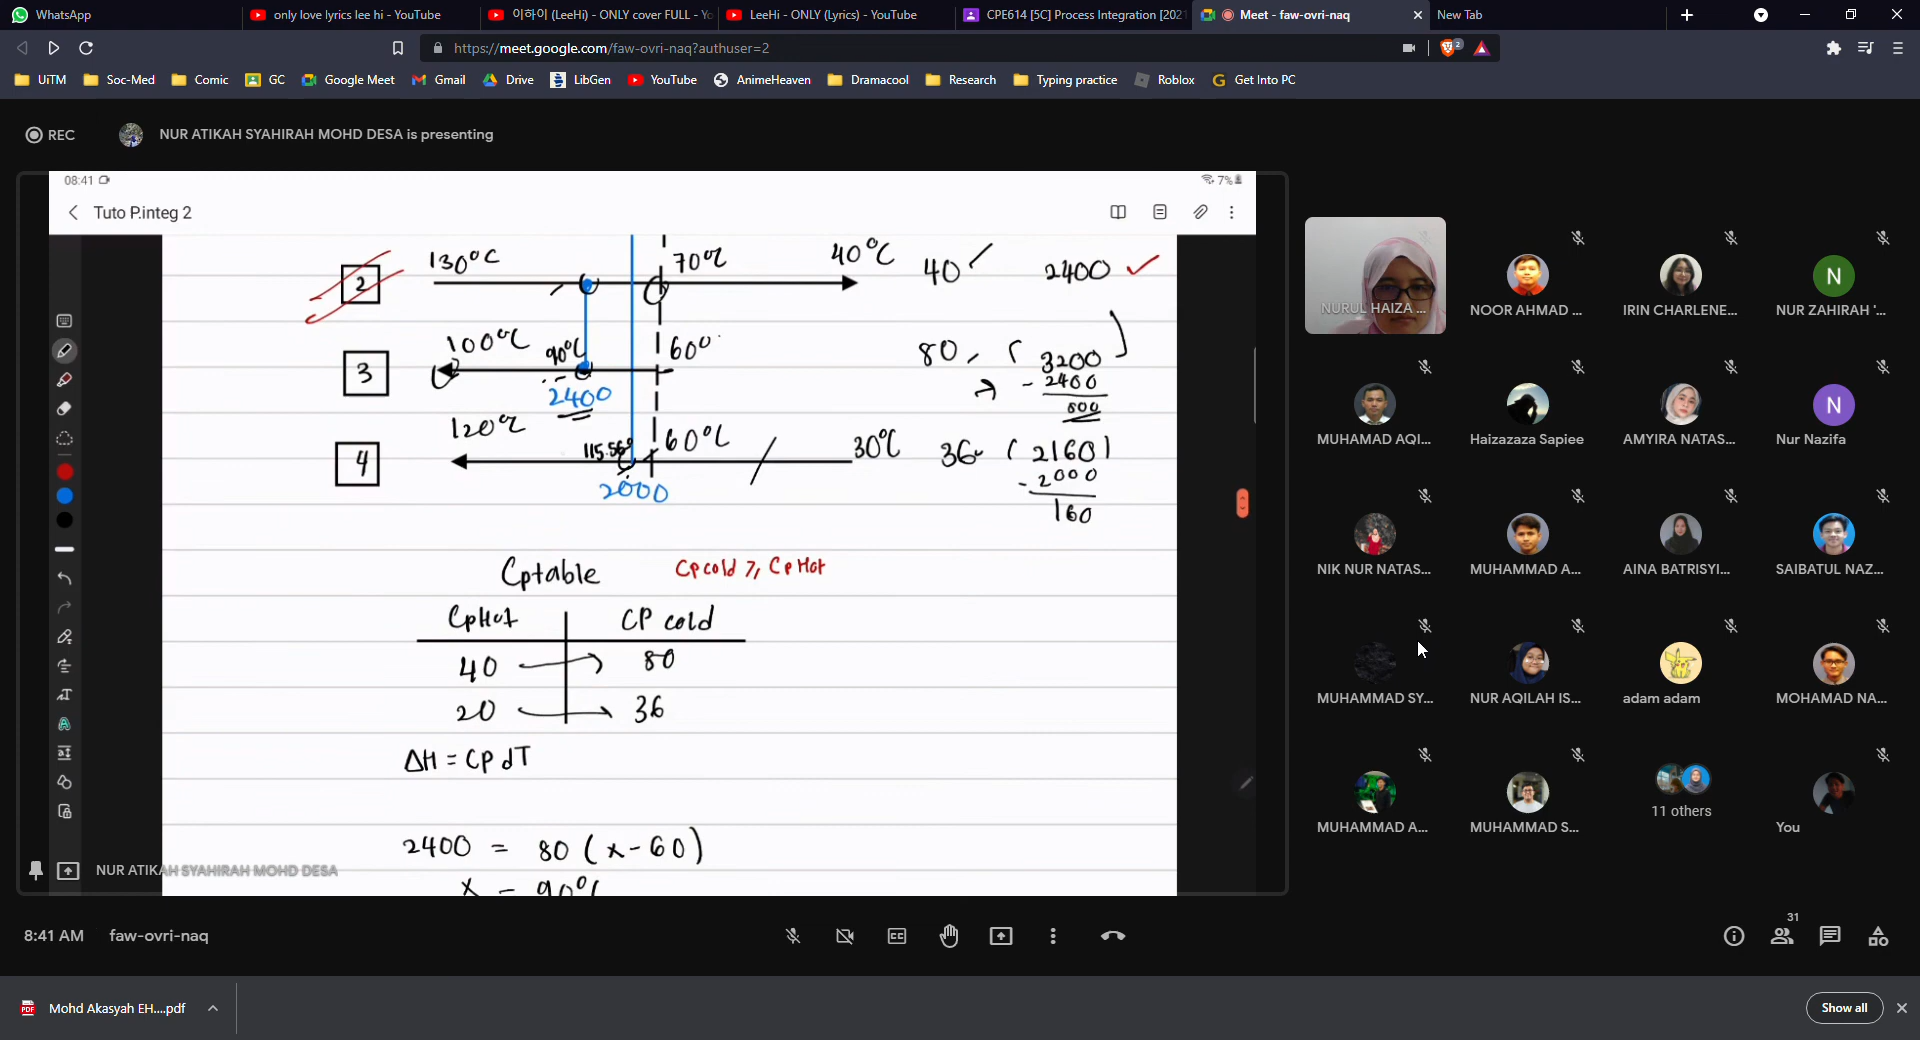 WhatsApp
only love lyrics lee hi - YouTube
이하이 (LeeHi) - ONLY cover FULL - Yo
LeeHi - ONLY (Lyrics) - YouTube
CPE614 [5C] Process Integration [2021
Meet - faw-ovri-naq
New Tab
https://meet.google.com/faw-ovri-naq?authuser=2
2
UiTM
Soc-Med
Comic
GC
Google Meet
Gmail
Drive
LibGen
YouTube
AnimeHeaven
Dramacool
Research
Typing practice
Roblox
Get Into PC
REC
NUR ATIKAH SYAHIRAH MOHD DESA is presenting
08:41
7%
Tuto P.integ 2
2 130°C 70°C 40°C 40 2400
3 100°C 90°C 60° 80 (3200)
2400 - 2400
800
4 120°C 115.56° 60°C 30°C 36 (2160)
2000 - 2000
160
Cp table Cp cold ≥, Cp Hot
Cp Hot CP cold
40 80
20 36
ΔH = CP dT
2400 = 80 (x-60)
x = 90°C
NUR ATIKAH SYAHIRAH MOHD DESA
NURUL HAIZA ...
NOOR AHMAD ...
IRIN CHARLENE...
N
NUR ZAHIRAH '...
MUHAMAD AQI...
Haizazaza Sapiee
AMYIRA NATAS...
N
Nur Nazifa
NIK NUR NATAS...
MUHAMMAD A...
AINA BATRISYI...
SAIBATUL NAZ...
MUHAMMAD SY...
NUR AQILAH IS...
adam adam
MOHAMAD NA...
MUHAMMAD A...
MUHAMMAD S...
11 others
You
8:41 AM
faw-ovri-naq
31
Mohd Akasyah EH....pdf
Show all